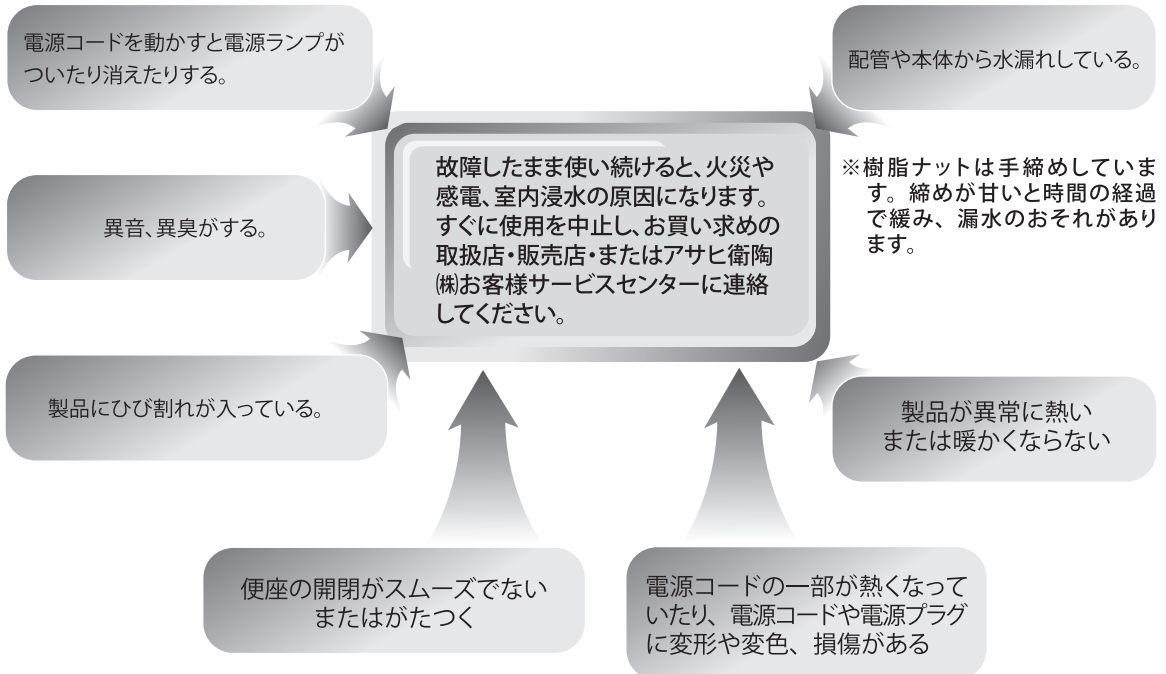 電源コードを動かすと電源ランプが
ついたり消えたりする。
配管や本体から水漏れしている。
故障したまま使い続けると、火災や
感電、室内浸水の原因になります。
すぐに使用を中止し、お買い求めの
取扱店・販売店・またはアサヒ衛陶
㈱お客様サービスセンターに連絡
してください。
※樹脂ナットは手締めしていま
す。締めが甘いと時間の経過
で緩み、漏水のおそれがあり
ます。
異音、異臭がする。
製品にひび割れが入っている。
製品が異常に熱い
または暖かくならない
便座の開閉がスムーズでない
またはがたつく
電源コードの一部が熱くなって
いたり、電源コードや電源プラグ
に変形や変色、損傷がある